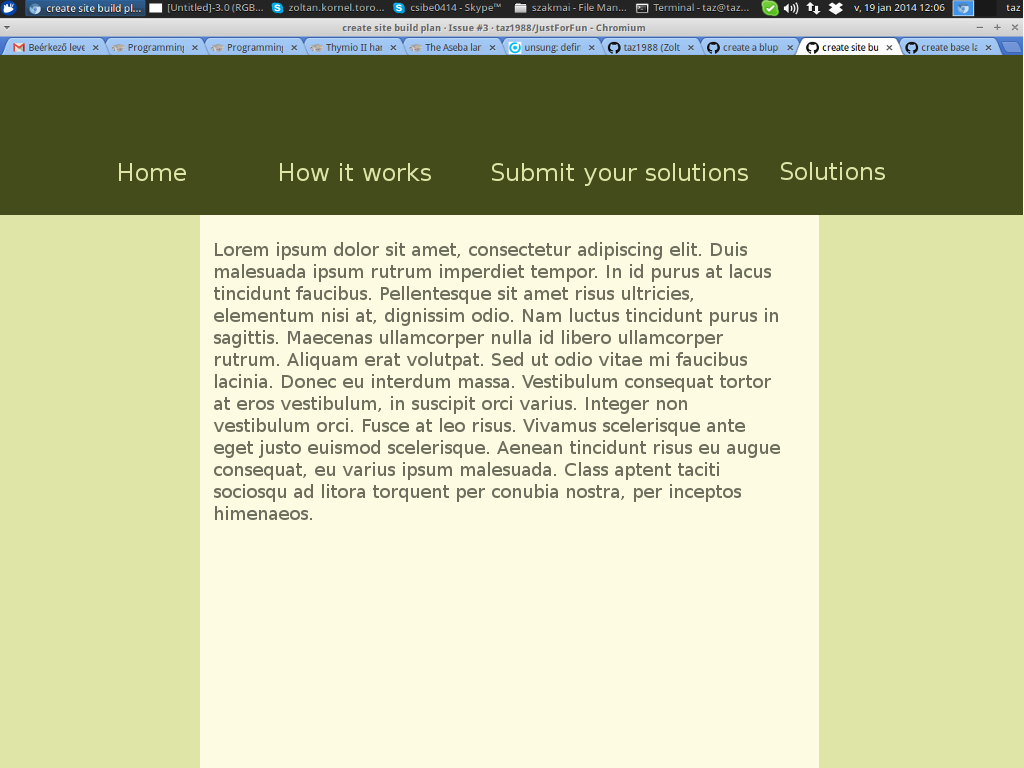 create site build pl...
[Untitled]-3.0 (RGB...
zoltan.kornel.toro...
csibe0414 - Skype™
szakmai - File Man...
Terminal - taz@taz...
v, 19 jan 2014 12:06
taz
create site build plan · Issue #3 · taz1988/JustForFun - Chromium
Beérkező leve
Programming
Programming
Thymio II har
The Aseba lar
unsung: defir
taz1988 (Zolt
create a blup
create site bu
create base la
Home
How it works
Submit your solutions
Solutions
Lorem ipsum dolor sit amet, consectetur adipiscing elit. Duis
malesuada ipsum rutrum imperdiet tempor. In id purus at lacus
tincidunt faucibus. Pellentesque sit amet risus ultricies,
elementum nisi at, dignissim odio. Nam luctus tincidunt purus in
sagittis. Maecenas ullamcorper nulla id libero ullamcorper
rutrum. Aliquam erat volutpat. Sed ut odio vitae mi faucibus
lacinia. Donec eu interdum massa. Vestibulum consequat tortor
at eros vestibulum, in suscipit orci varius. Integer non
vestibulum orci. Fusce at leo risus. Vivamus scelerisque ante
eget justo euismod scelerisque. Aenean tincidunt risus eu augue
consequat, eu varius ipsum malesuada. Class aptent taciti
sociosqu ad litora torquent per conubia nostra, per inceptos
himenaeos.